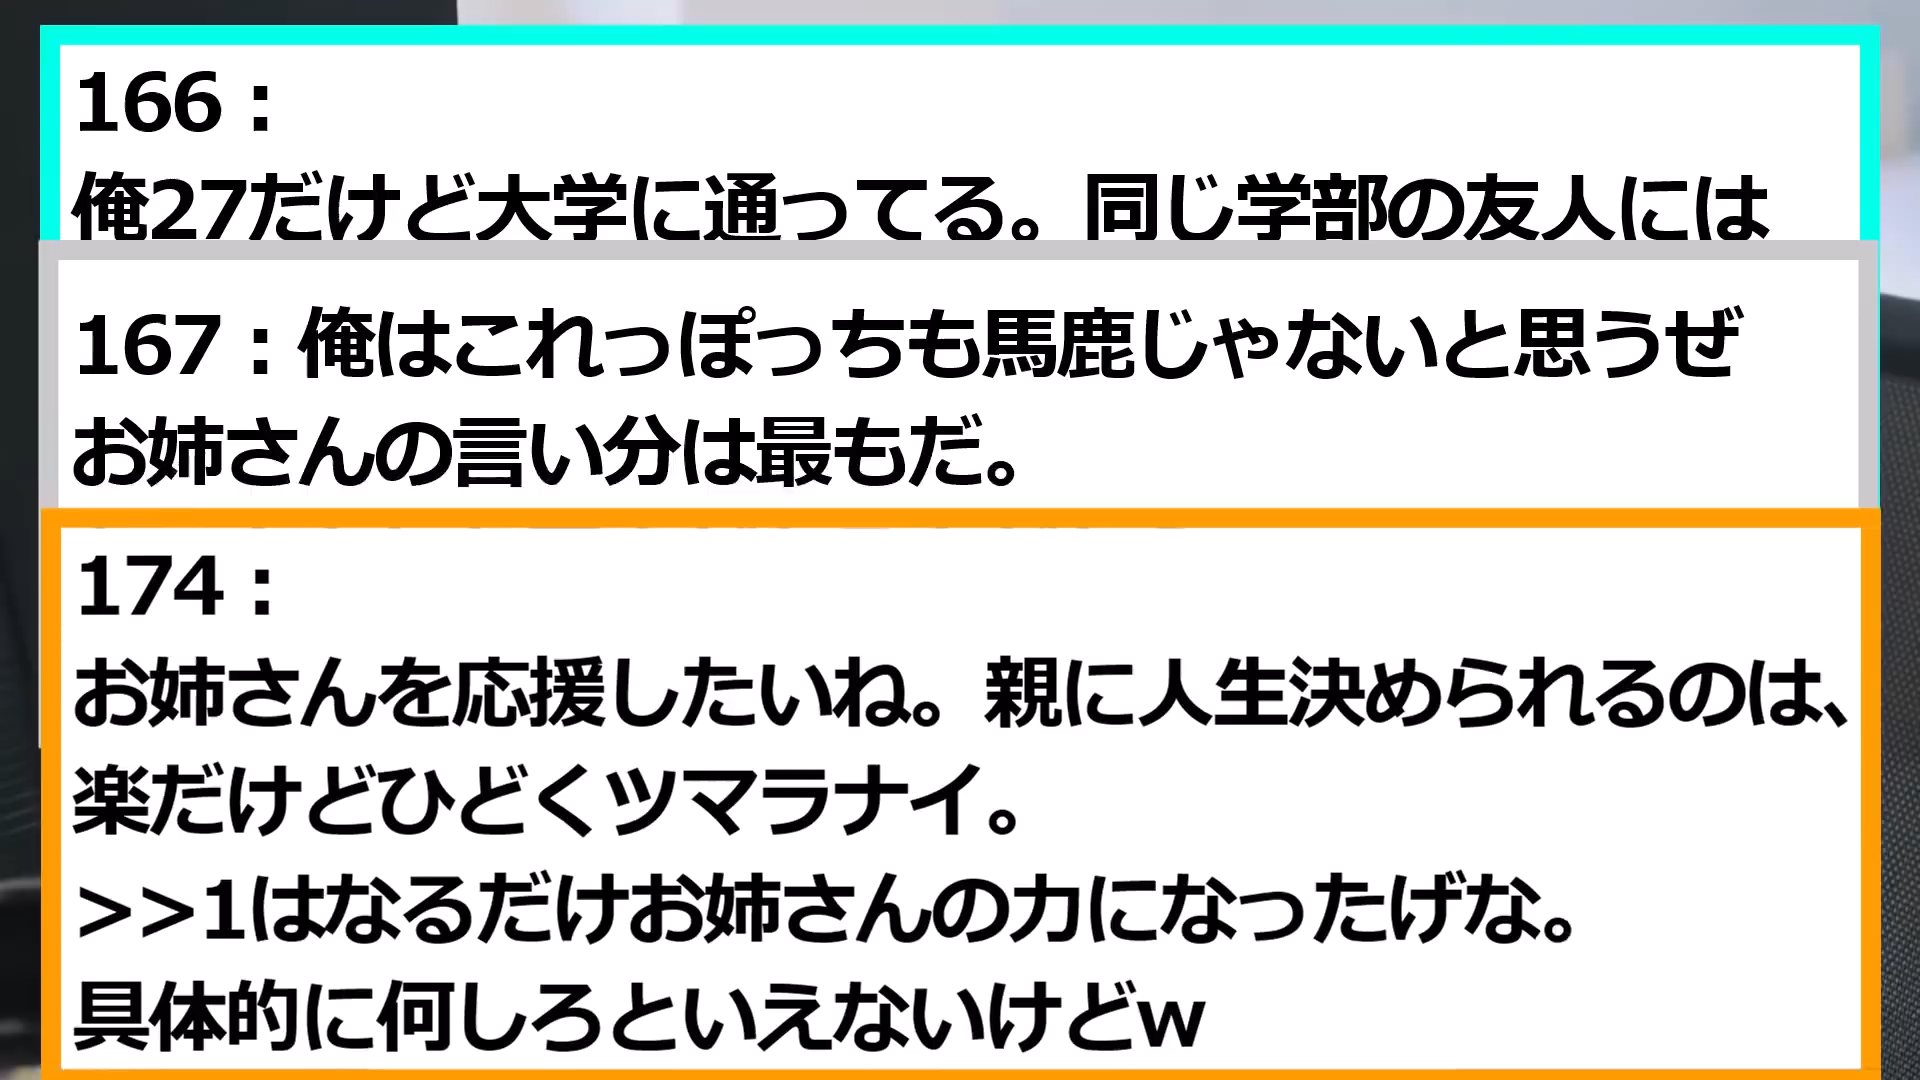 166：
俺27だけど大学に通ってる。同じ学部の友人には
167：俺はこれっぽっちも馬鹿じゃないと思うぜ
お姉さんの言い分は最もだ。
174：
お姉さんを応援したいね。親に人生決められるのは、
楽だけどひどくツマラナイ。
>>1はなるだけお姉さんの力になったげな。
具体的に何しろといえないけどw